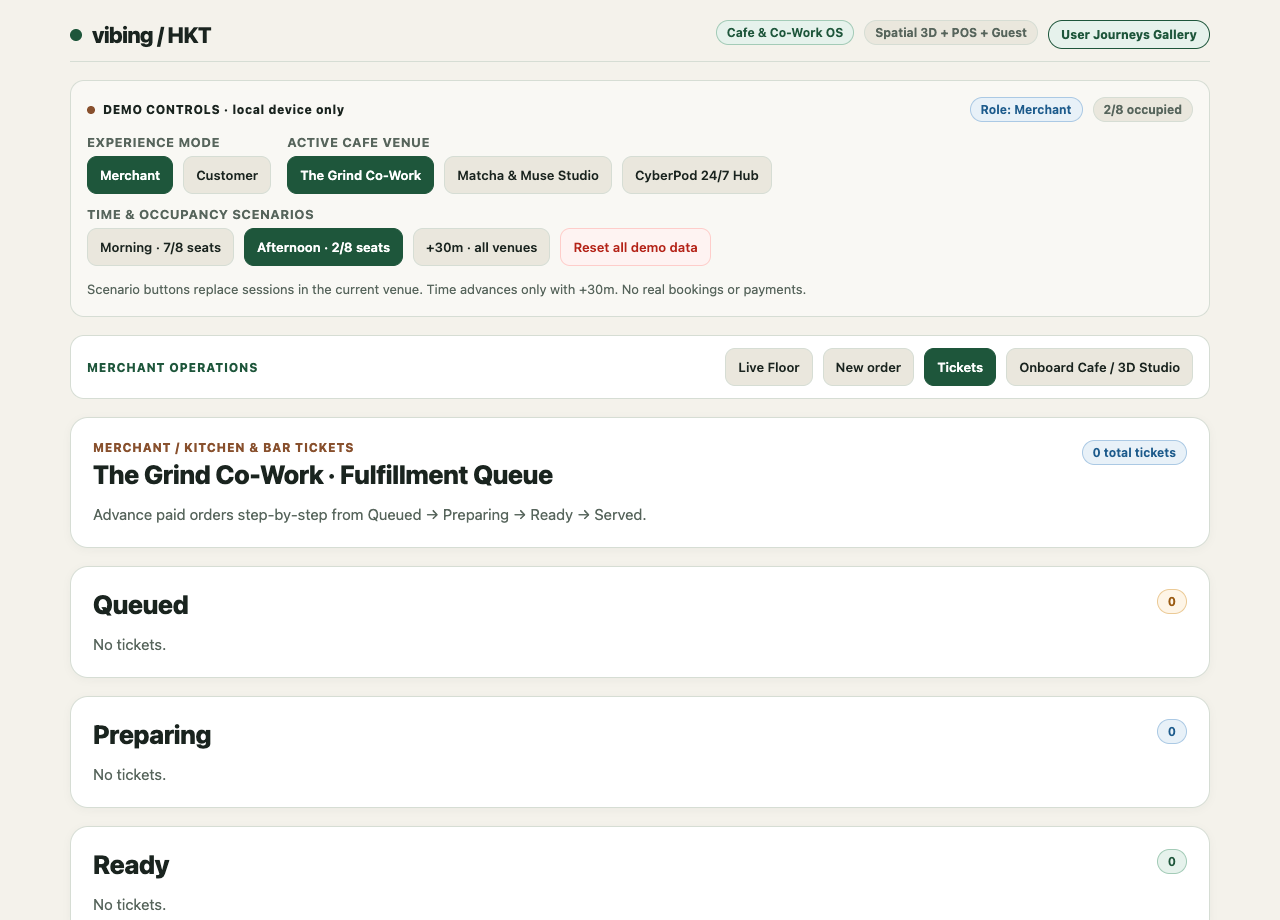 vibing / HKT
Cafe & Co-Work OS
Spatial 3D + POS + Guest
User Journeys Gallery
DEMO CONTROLS · local device only
Role: Merchant
2/8 occupied
EXPERIENCE MODE
ACTIVE CAFE VENUE
Merchant
Customer
The Grind Co-Work
Matcha & Muse Studio
CyberPod 24/7 Hub
TIME & OCCUPANCY SCENARIOS
Morning · 7/8 seats
Afternoon · 2/8 seats
+30m · all venues
Reset all demo data
Scenario buttons replace sessions in the current venue. Time advances only with +30m. No real bookings or payments.
MERCHANT OPERATIONS
Live Floor
New order
Tickets
Onboard Cafe / 3D Studio
MERCHANT / KITCHEN & BAR TICKETS
0 total tickets
The Grind Co-Work · Fulfillment Queue
Advance paid orders step-by-step from Queued → Preparing → Ready → Served.
Queued
0
No tickets.
Preparing
0
No tickets.
Ready
0
No tickets.